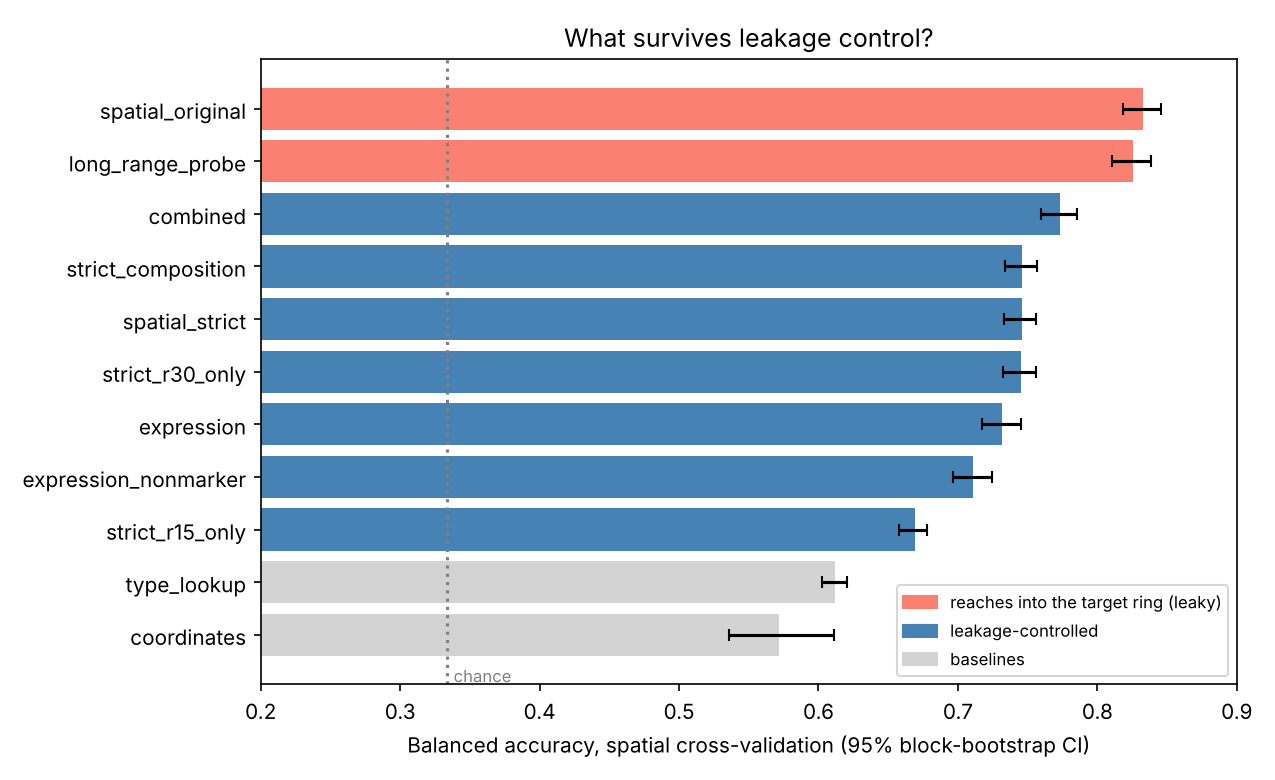 What survives leakage control?
spatial_original
long_range_probe
combined
strict_composition
spatial_strict
strict_r30_only
expression
expression_nonmarker
strict_r15_only
type_lookup
coordinates
chance
reaches into the target ring (leaky)
leakage-controlled
baselines
0.2 0.3 0.4 0.5 0.6 0.7 0.8 0.9
Balanced accuracy, spatial cross-validation (95% block-bootstrap CI)